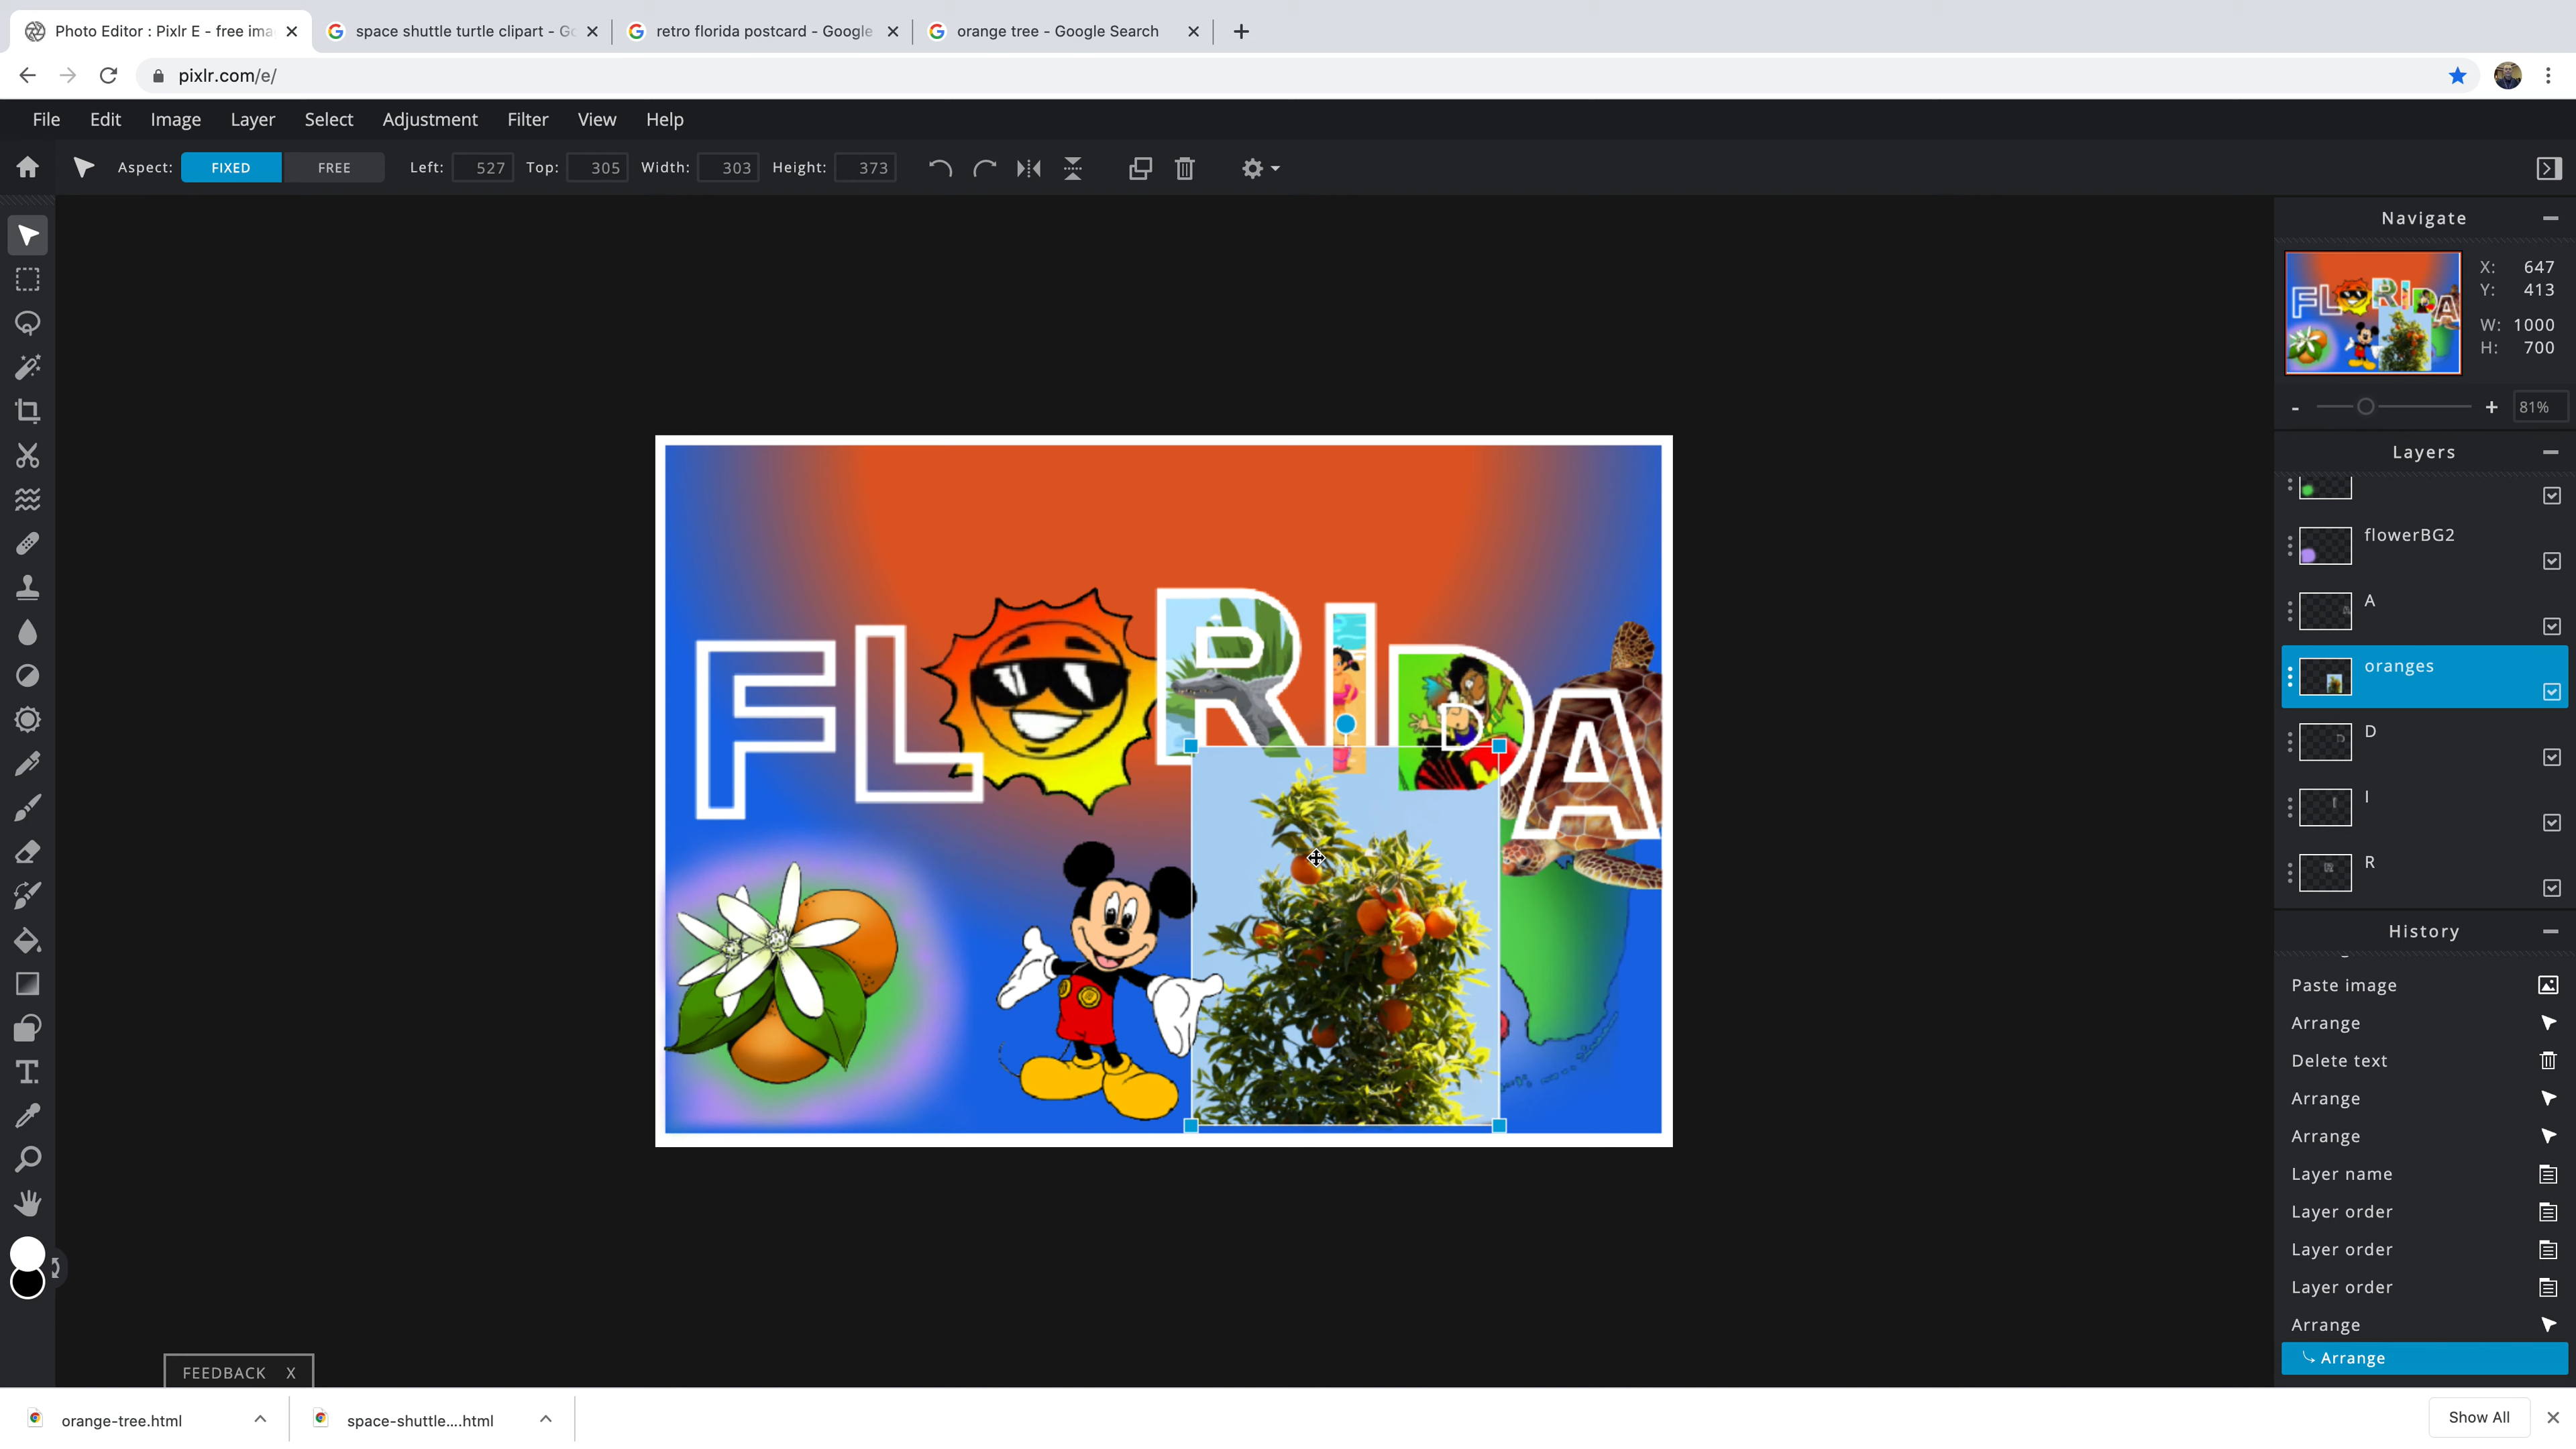 Photo Editor : Pixlr E - free ima
space shuttle turtle clipart - Go
retro florida postcard - Google
orange tree - Google Search
pixlr.com/e/
File Edit Image Layer Select Adjustment Filter View Help
Aspect: FIXED FREE Left: 527 Top: 305 Width: 303 Height: 373
Navigate
X: 647
Y: 413
W: 1000
H: 700
- + 81%
Layers
flowerBG2
A
oranges
D
I
R
FLRIDA
History
Paste image
Arrange
Delete text
Arrange
Arrange
Layer name
Layer order
Layer order
Layer order
Arrange
Arrange
FEEDBACK X
orange-tree.html
space-shuttle....html
Show All